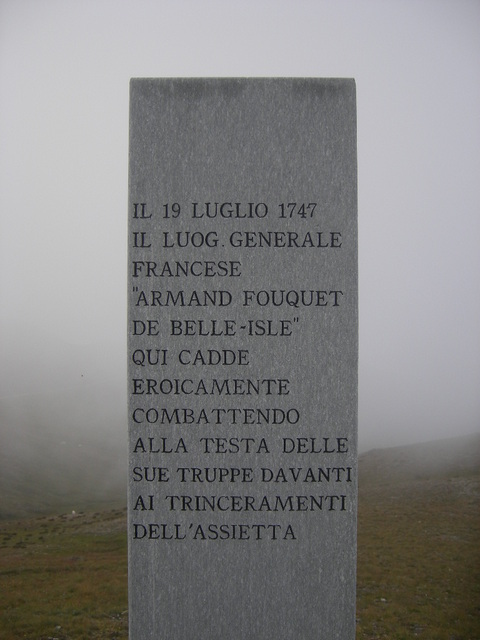 IL 19 LUGLIO 1747
IL LUOG. GENERALE
FRANCESE
"ARMAND FOUQUET
DE BELLE-ISLE"
QUI CADDE
EROICAMENTE
COMBATTENDO
ALLA TESTA DELLE
SUE TRUPPE DAVANTI
AI TRINCERAMENTI
DELL'ASSIETTA